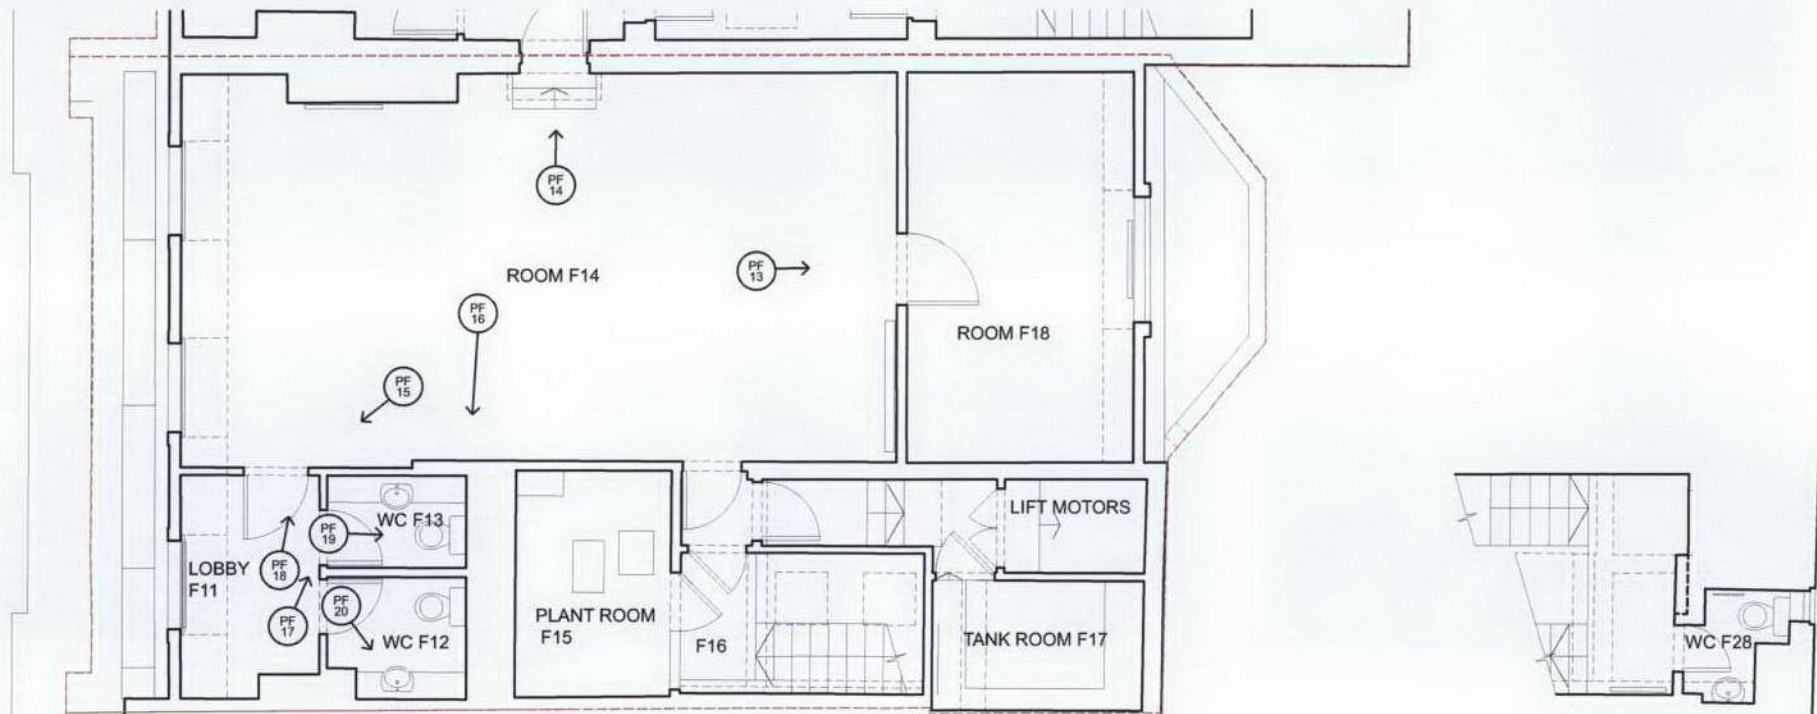 PF
14
ROOM F14
PF
13
PF
16
ROOM F18
PF
15
LIFT MOTORS
WC F13
PF
19
LOBBY
F11
PF
18
PF
20
PF
17
WC F12
PLANT ROOM
F15
F16
TANK ROOM F17
WC F28